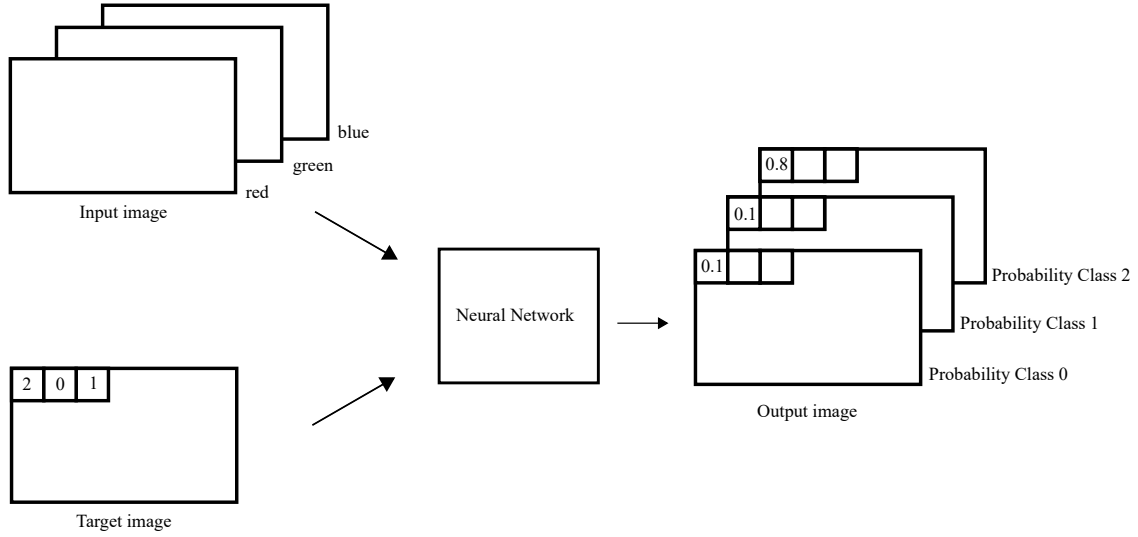 blue
green
red
Input image
2 0 1
Target image
Neural Network
0.8
0.1
0.1
Probability Class 2
Probability Class 1
Probability Class 0
Output image